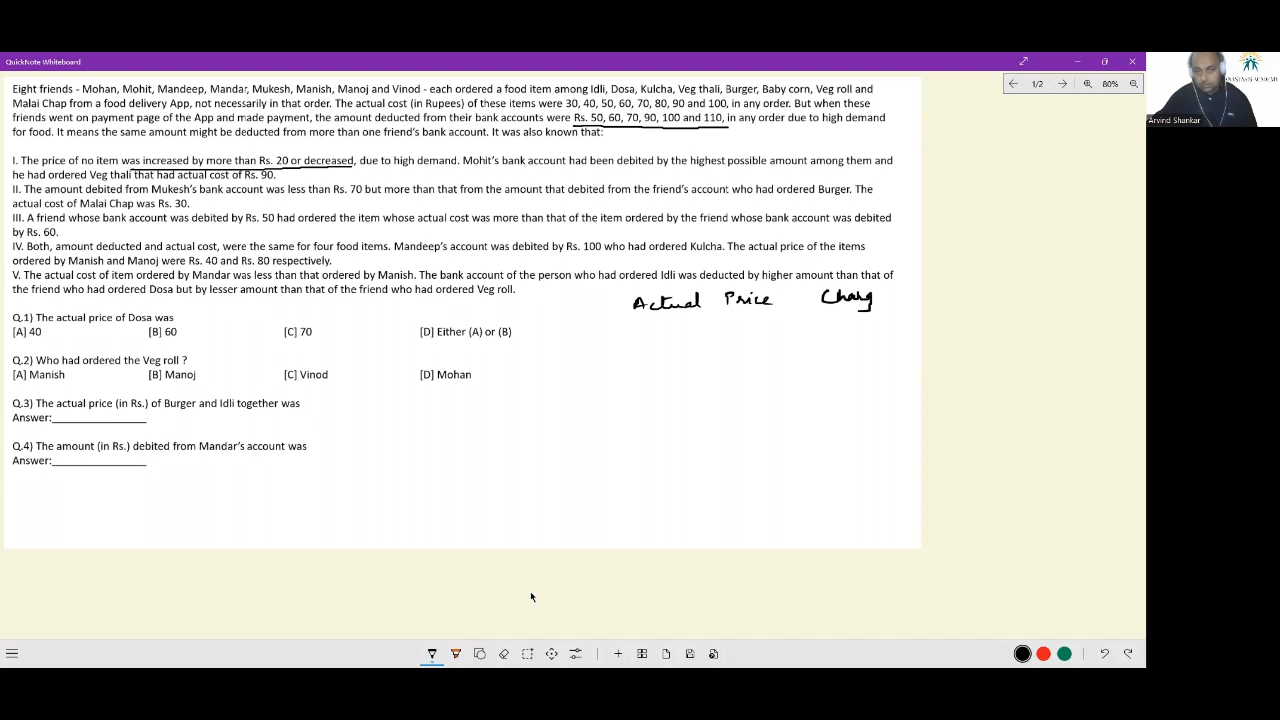 QuickNote Whiteboard
1/2
80%
Arvind Shankar
Eight friends - Mohan, Mohit, Mandeep, Mandar, Mukesh, Manish, Manoj and Vinod - each ordered a food item among Idli, Dosa, Kulcha, Veg thali, Burger, Baby corn, Veg roll and
Malai Chap from a food delivery App, not necessarily in that order. The actual cost (in Rupees) of these items were 30, 40, 50, 60, 70, 80, 90 and 100, in any order. But when these
friends went on payment page of the App and made payment, the amount deducted from their bank accounts were Rs. 50, 60, 70, 90, 100 and 110, in any order due to high demand
for food. It means the same amount might be deducted from more than one friend's bank account. It was also known that:
I. The price of no item was increased by more than Rs. 20 or decreased, due to high demand. Mohit's bank account had been debited by the highest possible amount among them and
he had ordered Veg thali that had actual cost of Rs. 90.
II. The amount debited from Mukesh's bank account was less than Rs. 70 but more than that from the amount that debited from the friend's account who had ordered Burger. The
actual cost of Malai Chap was Rs. 30.
III. A friend whose bank account was debited by Rs. 50 had ordered the item whose actual cost was more than that of the item ordered by the friend whose bank account was debited
by Rs. 60.
IV. Both, amount deducted and actual cost, were the same for four food items. Mandeep's account was debited by Rs. 100 who had ordered Kulcha. The actual price of the items
ordered by Manish and Manoj were Rs. 40 and Rs. 80 respectively.
V. The actual cost of item ordered by Mandar was less than that ordered by Manish. The bank account of the person who had ordered Idli was deducted by higher amount than that of
the friend who had ordered Dosa but by lesser amount than that of the friend who had ordered Veg roll.
Actual Price Charg
Q.1) The actual price of Dosa was
[A] 40 [B] 60 [C] 70 [D] Either (A) or (B)
Q.2) Who had ordered the Veg roll ?
[A] Manish [B] Manoj [C] Vinod [D] Mohan
Q.3) The actual price (in Rs.) of Burger and Idli together was
Answer:______________
Q.4) The amount (in Rs.) debited from Mandar's account was
Answer:______________